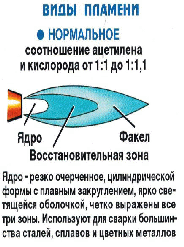 ВИДЫ ПЛАМЕНИ
● НОРМАЛЬНОЕ
соотношение ацетилена
и кислорода от 1:1 до 1:1,1
Ядро
Факел
Восстановительная зона
Ядро - резко очерченное, цилиндрической
формы с плавным закруглением, ярко све-
тящейся оболочкой, четко выражены все
три зоны. Используют для сварки большин-
ства сталей, сплавов и цветных металлов